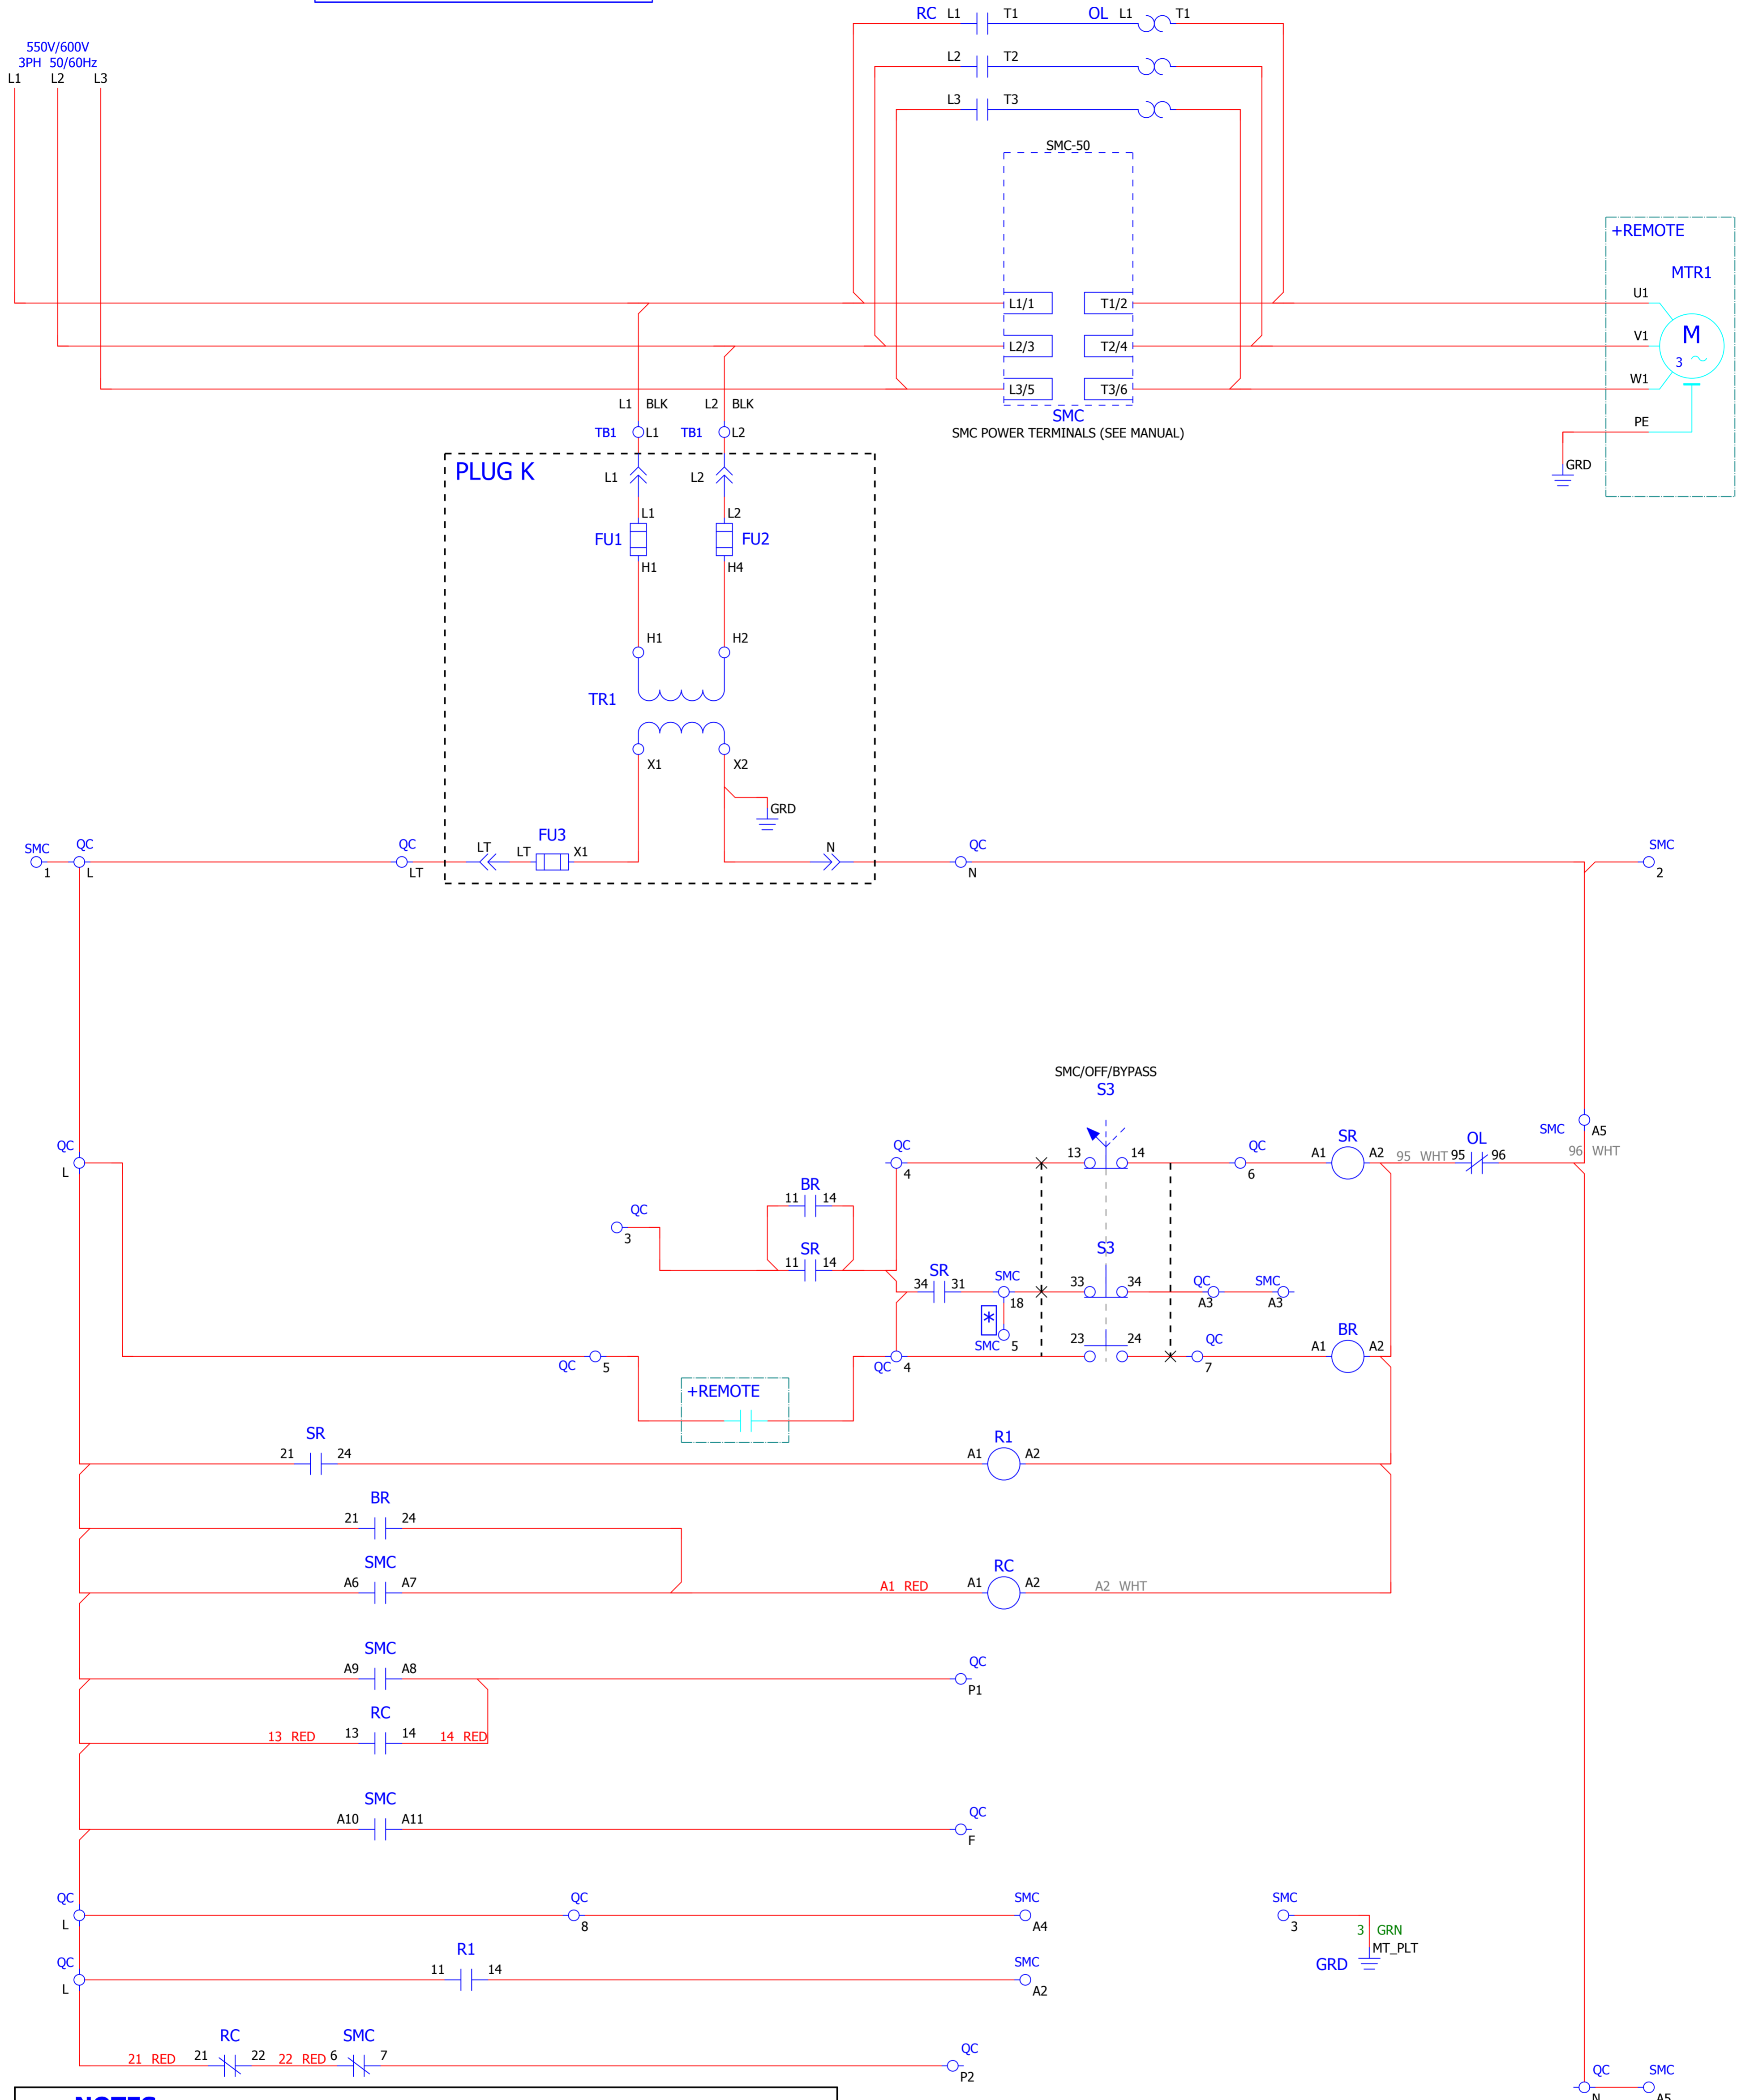 RC L1 T1 OL L1 T1
550V/600V
3PH 50/60Hz
L1 L2 L3
L2 T2
L3 T3
SMC-50
+REMOTE
MTR1
L1/1 T1/2 U1
L2/3 T2/4 V1
M
3
L3/5 T3/6 W1
L1 BLK L2 BLK
SMC
SMC POWER TERMINALS (SEE MANUAL)
PE
TB1 L1 TB1 L2
GRD
PLUG K
L1 L2
L1 L2
FU1 FU2
H1 H4
H1 H2
TR1
X1 X2
GRD
SMC QC QC FU3 QC SMC
LT LT X1 N
1 L LT N 2
SMC/OFF/BYPASS
S3
SMC A5
QC QC 13 14 QC SR OL
A1 A2 95 WHT 95 96 96 WHT
L 4 6
BR
11 14
QC
3
SR S3
11 14
SR SMC QC SMC
34 31 33 34
18 A3 A3
*
SMC 5 23 24 QC BR
A1 A2
QC 5 QC 4 7
+REMOTE
SR R1
21 24 A1 A2
BR
21 24
SMC RC
A6 A7 A1 RED A1 A2 A2 WHT
SMC QC
A9 A8
P1
RC
13 RED 13 14 14 RED
SMC QC
A10 A11
F
QC QC SMC SMC
L 8 A4 3
3 GRN
MT_PLT
GRD
QC R1 SMC
11 14
L A2
RC SMC QC
21 RED 21 22 22 RED 6 7
P2
QC SMC
N A5
NOTES